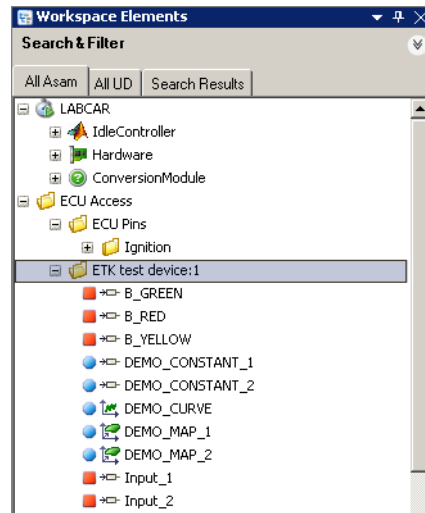 Workspace Elements
Search & Filter
All Asam All UD Search Results
LABCAR
IdleController
Hardware
ConversionModule
ECU Access
ECU Pins
Ignition
ETK test device:1
B_GREEN
B_RED
B_YELLOW
DEMO_CONSTANT_1
DEMO_CONSTANT_2
DEMO_CURVE
DEMO_MAP_1
DEMO_MAP_2
Input_1
Input_2